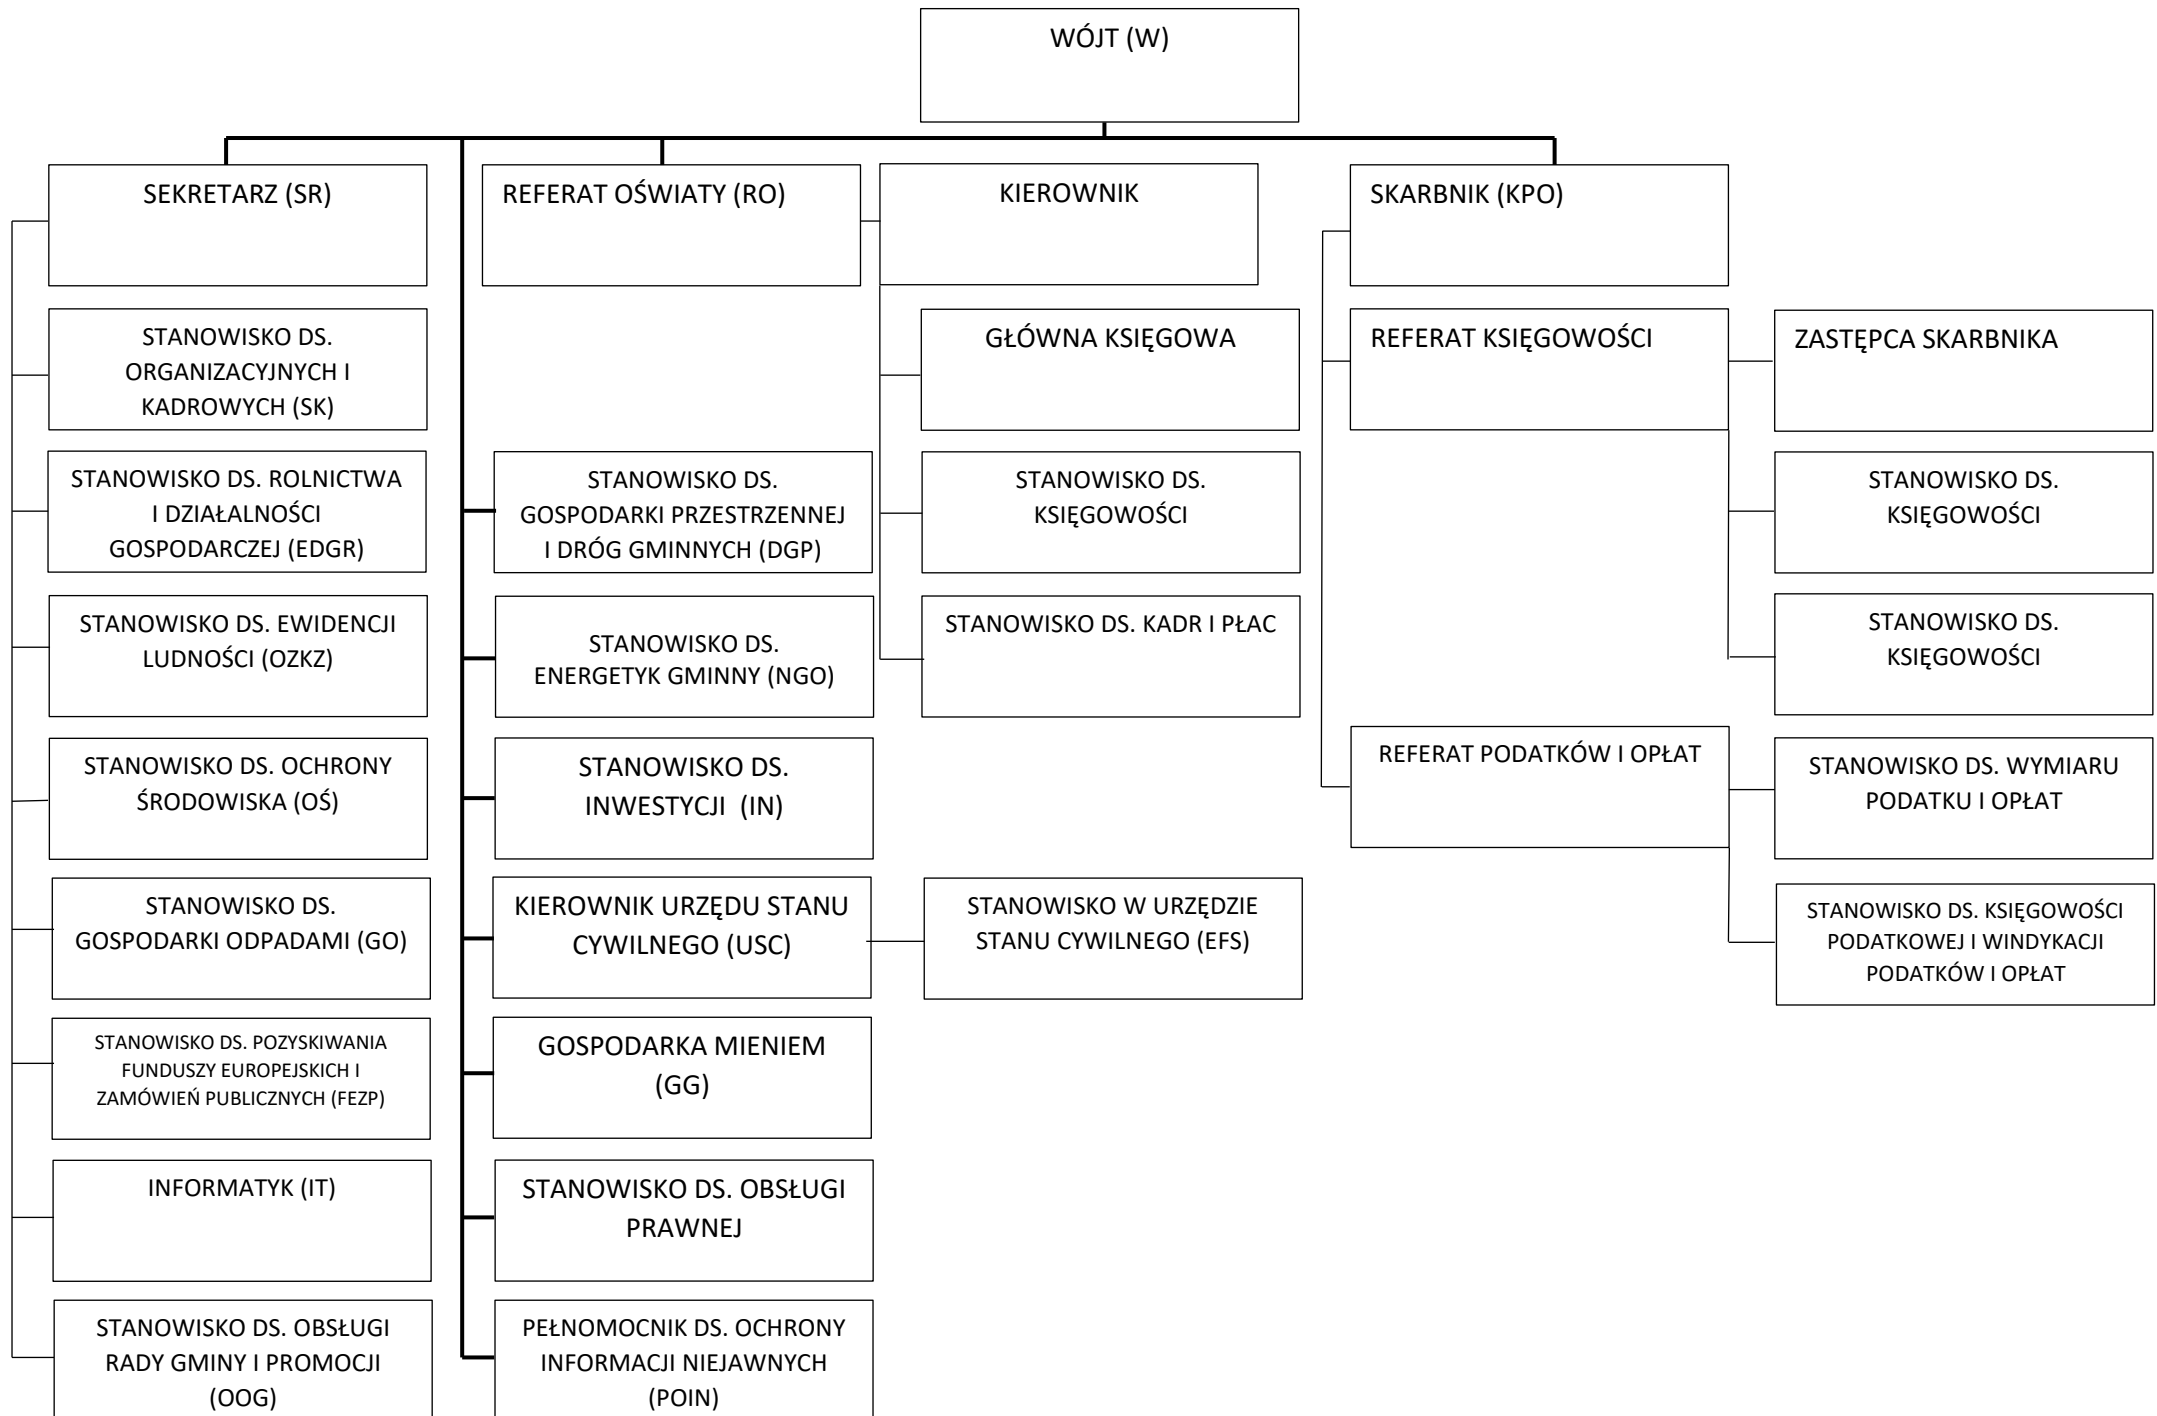 WÓJT (W)
SEKRETARZ (SR)
REFERAT OŚWIATY (RO)
KIEROWNIK
SKARBNIK (KPO)
STANOWISKO DS.
ORGANIZACYJNYCH I
KADROWYCH (SK)
GŁÓWNA KSIĘGOWA
REFERAT KSIĘGOWOŚCI
ZASTĘPCA SKARBNIKA
STANOWISKO DS. ROLNICTWA
I DZIAŁALNOŚCI
GOSPODARCZEJ (EDGR)
STANOWISKO DS.
GOSPODARKI PRZESTRZENNEJ
I DRÓG GMINNYCH (DGP)
STANOWISKO DS.
KSIĘGOWOŚCI
STANOWISKO DS.
KSIĘGOWOŚCI
STANOWISKO DS. EWIDENCJI
LUDNOŚCI (OZKZ)
STANOWISKO DS.
ENERGETYK GMINNY (NGO)
STANOWISKO DS. KADR I PŁAC
STANOWISKO DS.
KSIĘGOWOŚCI
STANOWISKO DS. OCHRONY
ŚRODOWISKA (OŚ)
STANOWISKO DS.
INWESTYCJI  (IN)
REFERAT PODATKÓW I OPŁAT
STANOWISKO DS. WYMIARU
PODATKU I OPŁAT
STANOWISKO DS.
GOSPODARKI ODPADAMI (GO)
KIEROWNIK URZĘDU STANU
CYWILNEGO (USC)
STANOWISKO W URZĘDZIE
STANU CYWILNEGO (EFS)
STANOWISKO DS. KSIĘGOWOŚCI
PODATKOWEJ I WINDYKACJI
PODATKÓW I OPŁAT
STANOWISKO DS. POZYSKIWANIA
FUNDUSZY EUROPEJSKICH I
ZAMÓWIEŃ PUBLICZNYCH (FEZP)
GOSPODARKA MIENIEM
(GG)
INFORMATYK (IT)
STANOWISKO DS. OBSŁUGI
PRAWNEJ
STANOWISKO DS. OBSŁUGI
RADY GMINY I PROMOCJI
(OOG)
PEŁNOMOCNIK DS. OCHRONY
INFORMACJI NIEJAWNYCH
(POIN)